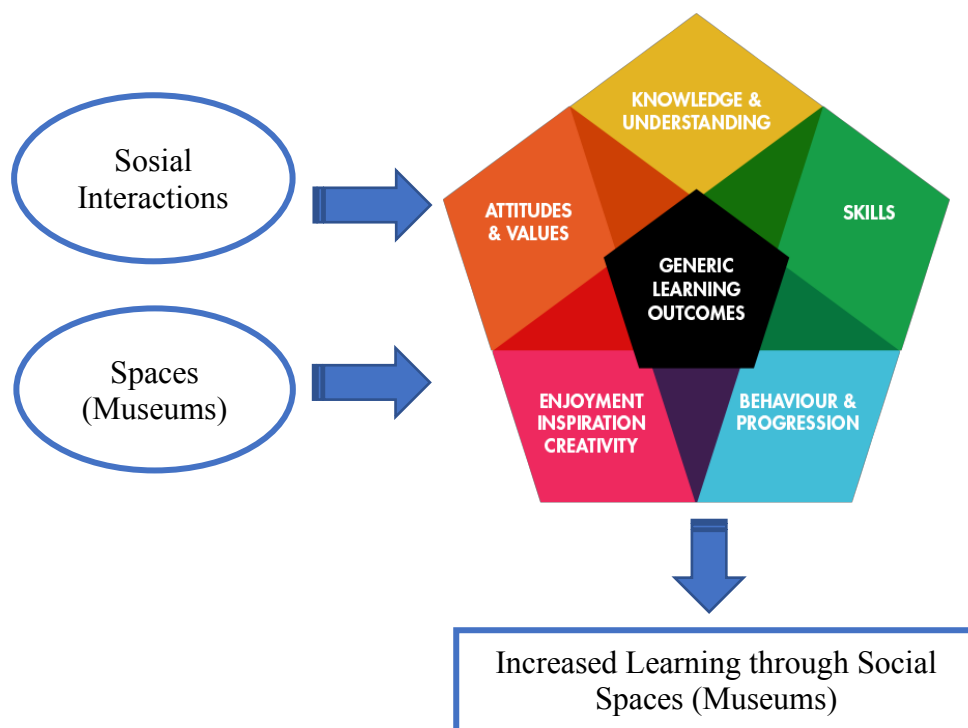 Sosial
Interactions
Spaces
(Museums)
KNOWLEDGE &
UNDERSTANDING
ATTITUDES
& VALUES
SKILLS
GENERIC
LEARNING
OUTCOMES
ENJOYMENT
INSPIRATION
CREATIVITY
BEHAVIOUR &
PROGRESSION
Increased Learning through Social
Spaces (Museums)